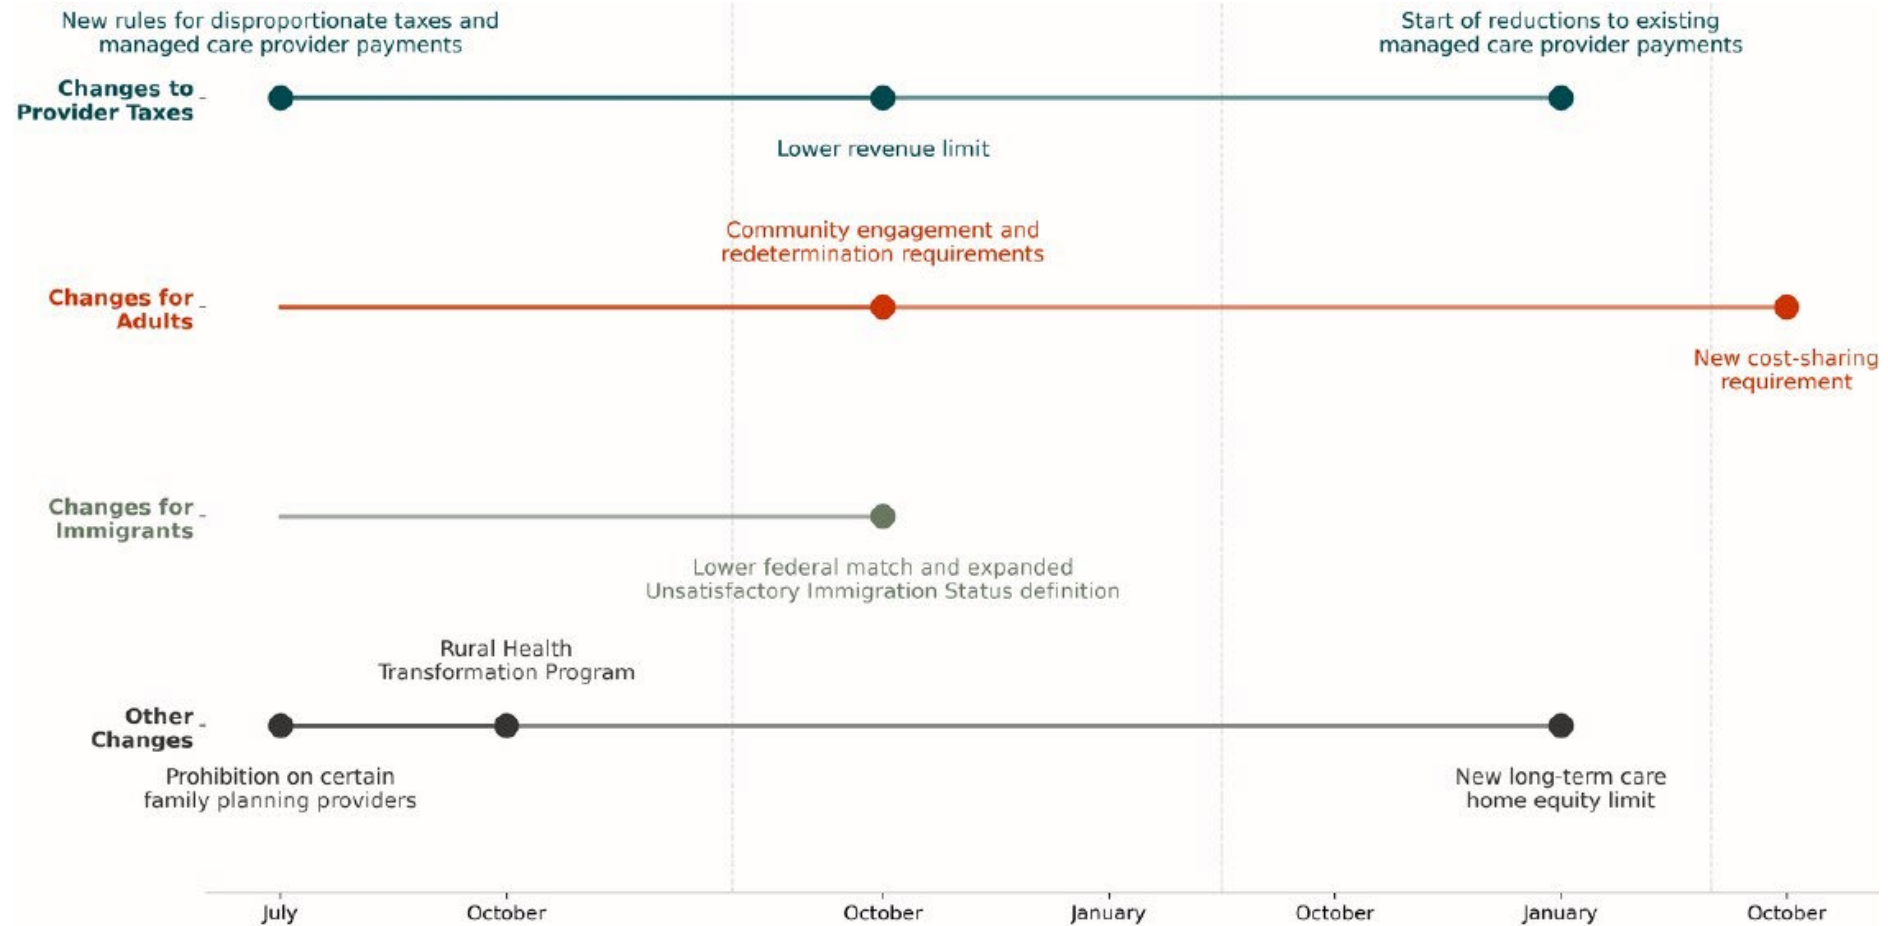 New rules for disproportionate taxes and
managed care provider payments
Start of reductions to existing
managed care provider payments
Changes to
Provider Taxes
Lower revenue limit
Community engagement and
redetermination requirements
Changes for
Adults
New cost-sharing
requirement
Changes for
Immigrants
Lower federal match and expanded
Unsatisfactory Immigration Status definition
Rural Health
Transformation Program
Other
Changes
Prohibition on certain
family planning providers
New long-term care
home equity limit
July October October January October January October